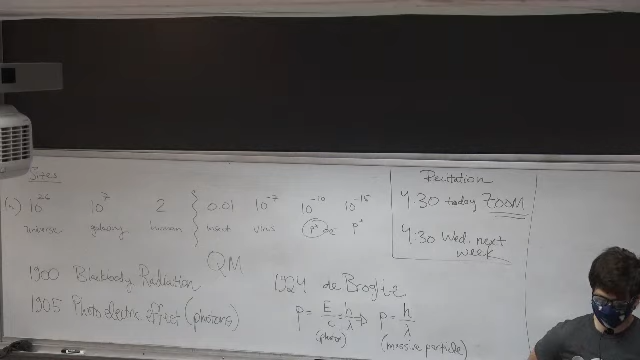 Sizes
(m) 10^26 10^7 2 0.01 10^-7 10^-10 10^-15
Universe galaxy human insect virus
QM
1900 Blackbody Radiation
1905 Photoelectric effect (photons)
1924 de Broglie
p = E/c = h/λ → p = h/λ
(photon) (massive particle)
Recitation
4:30 today ZOOM
4:30 Wed. next
week